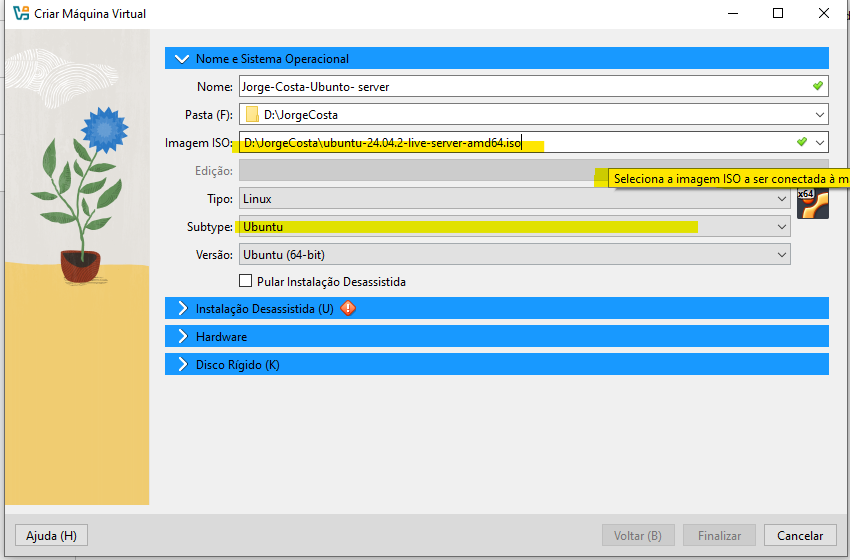 Criar Máquina Virtual
Nome e Sistema Operacional
Nome: Jorge-Costa-Ubunto- server
Pasta (F): D:\JorgeCosta
Imagem ISO: D:\JorgeCosta\ubuntu-24.04.2-live-server-amd64.iso
Edição:
Seleciona a imagem ISO a ser conectada à m
Tipo: Linux
x64
Subtype: Ubuntu
Versão: Ubuntu (64-bit)
Pular Instalação Desassistida
Instalação Desassistida (U)
Hardware
Disco Rígido (K)
Ajuda (H) Voltar (B) Finalizar Cancelar